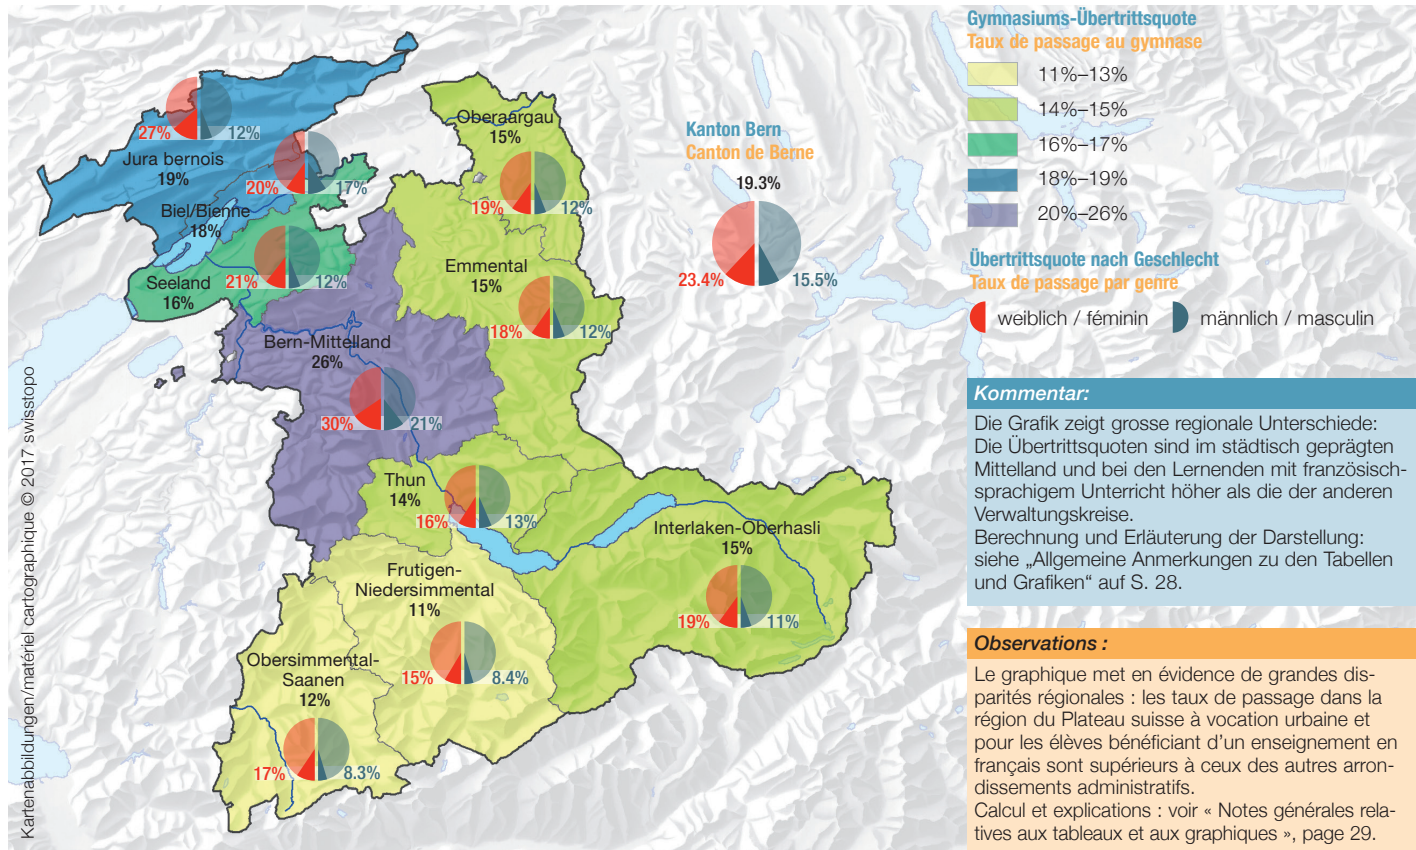 Kartenabbildungen/matériel cartographique © 2017 swisstopo
27%
12%
Jura bernois
19%
20%
17%
Biel/Bienne
18%
21%
12%
Seeland
16%
Oberaargau
15%
19%
12%
Emmental
15%
18%
12%
Bern-Mittelland
26%
30%
21%
Thun
14%
16%
13%
Interlaken-Oberhasli
15%
19%
11%
Frutigen-
Niedersimmental
11%
15%
8.4%
Obersimmental-
Saanen
12%
17%
8.3%
Kanton Bern
Canton de Berne
19.3%
23.4%
15.5%
Gymnasiums-Übertrittsquote
Taux de passage au gymnase
11%–13%
14%–15%
16%–17%
18%–19%
20%–26%
Übertrittsquote nach Geschlecht
Taux de passage par genre
weiblich / féminin
männlich / masculin
Kommentar:
Die Grafik zeigt grosse regionale Unterschiede:
Die Übertrittsquoten sind im städtisch geprägten
Mittelland und bei den Lernenden mit französisch-
sprachigem Unterricht höher als die der anderen
Verwaltungskreise.
Berechnung und Erläuterung der Darstellung:
siehe „Allgemeine Anmerkungen zu den Tabellen
und Grafiken“ auf S. 28.
Observations :
Le graphique met en évidence de grandes dis-
parités régionales : les taux de passage dans la
région du Plateau suisse à vocation urbaine et
pour les élèves bénéficiant d’un enseignement en
français sont supérieurs à ceux des autres arron-
dissements administratifs.
Calcul et explications : voir « Notes générales rela-
tives aux tableaux et aux graphiques », page 29.